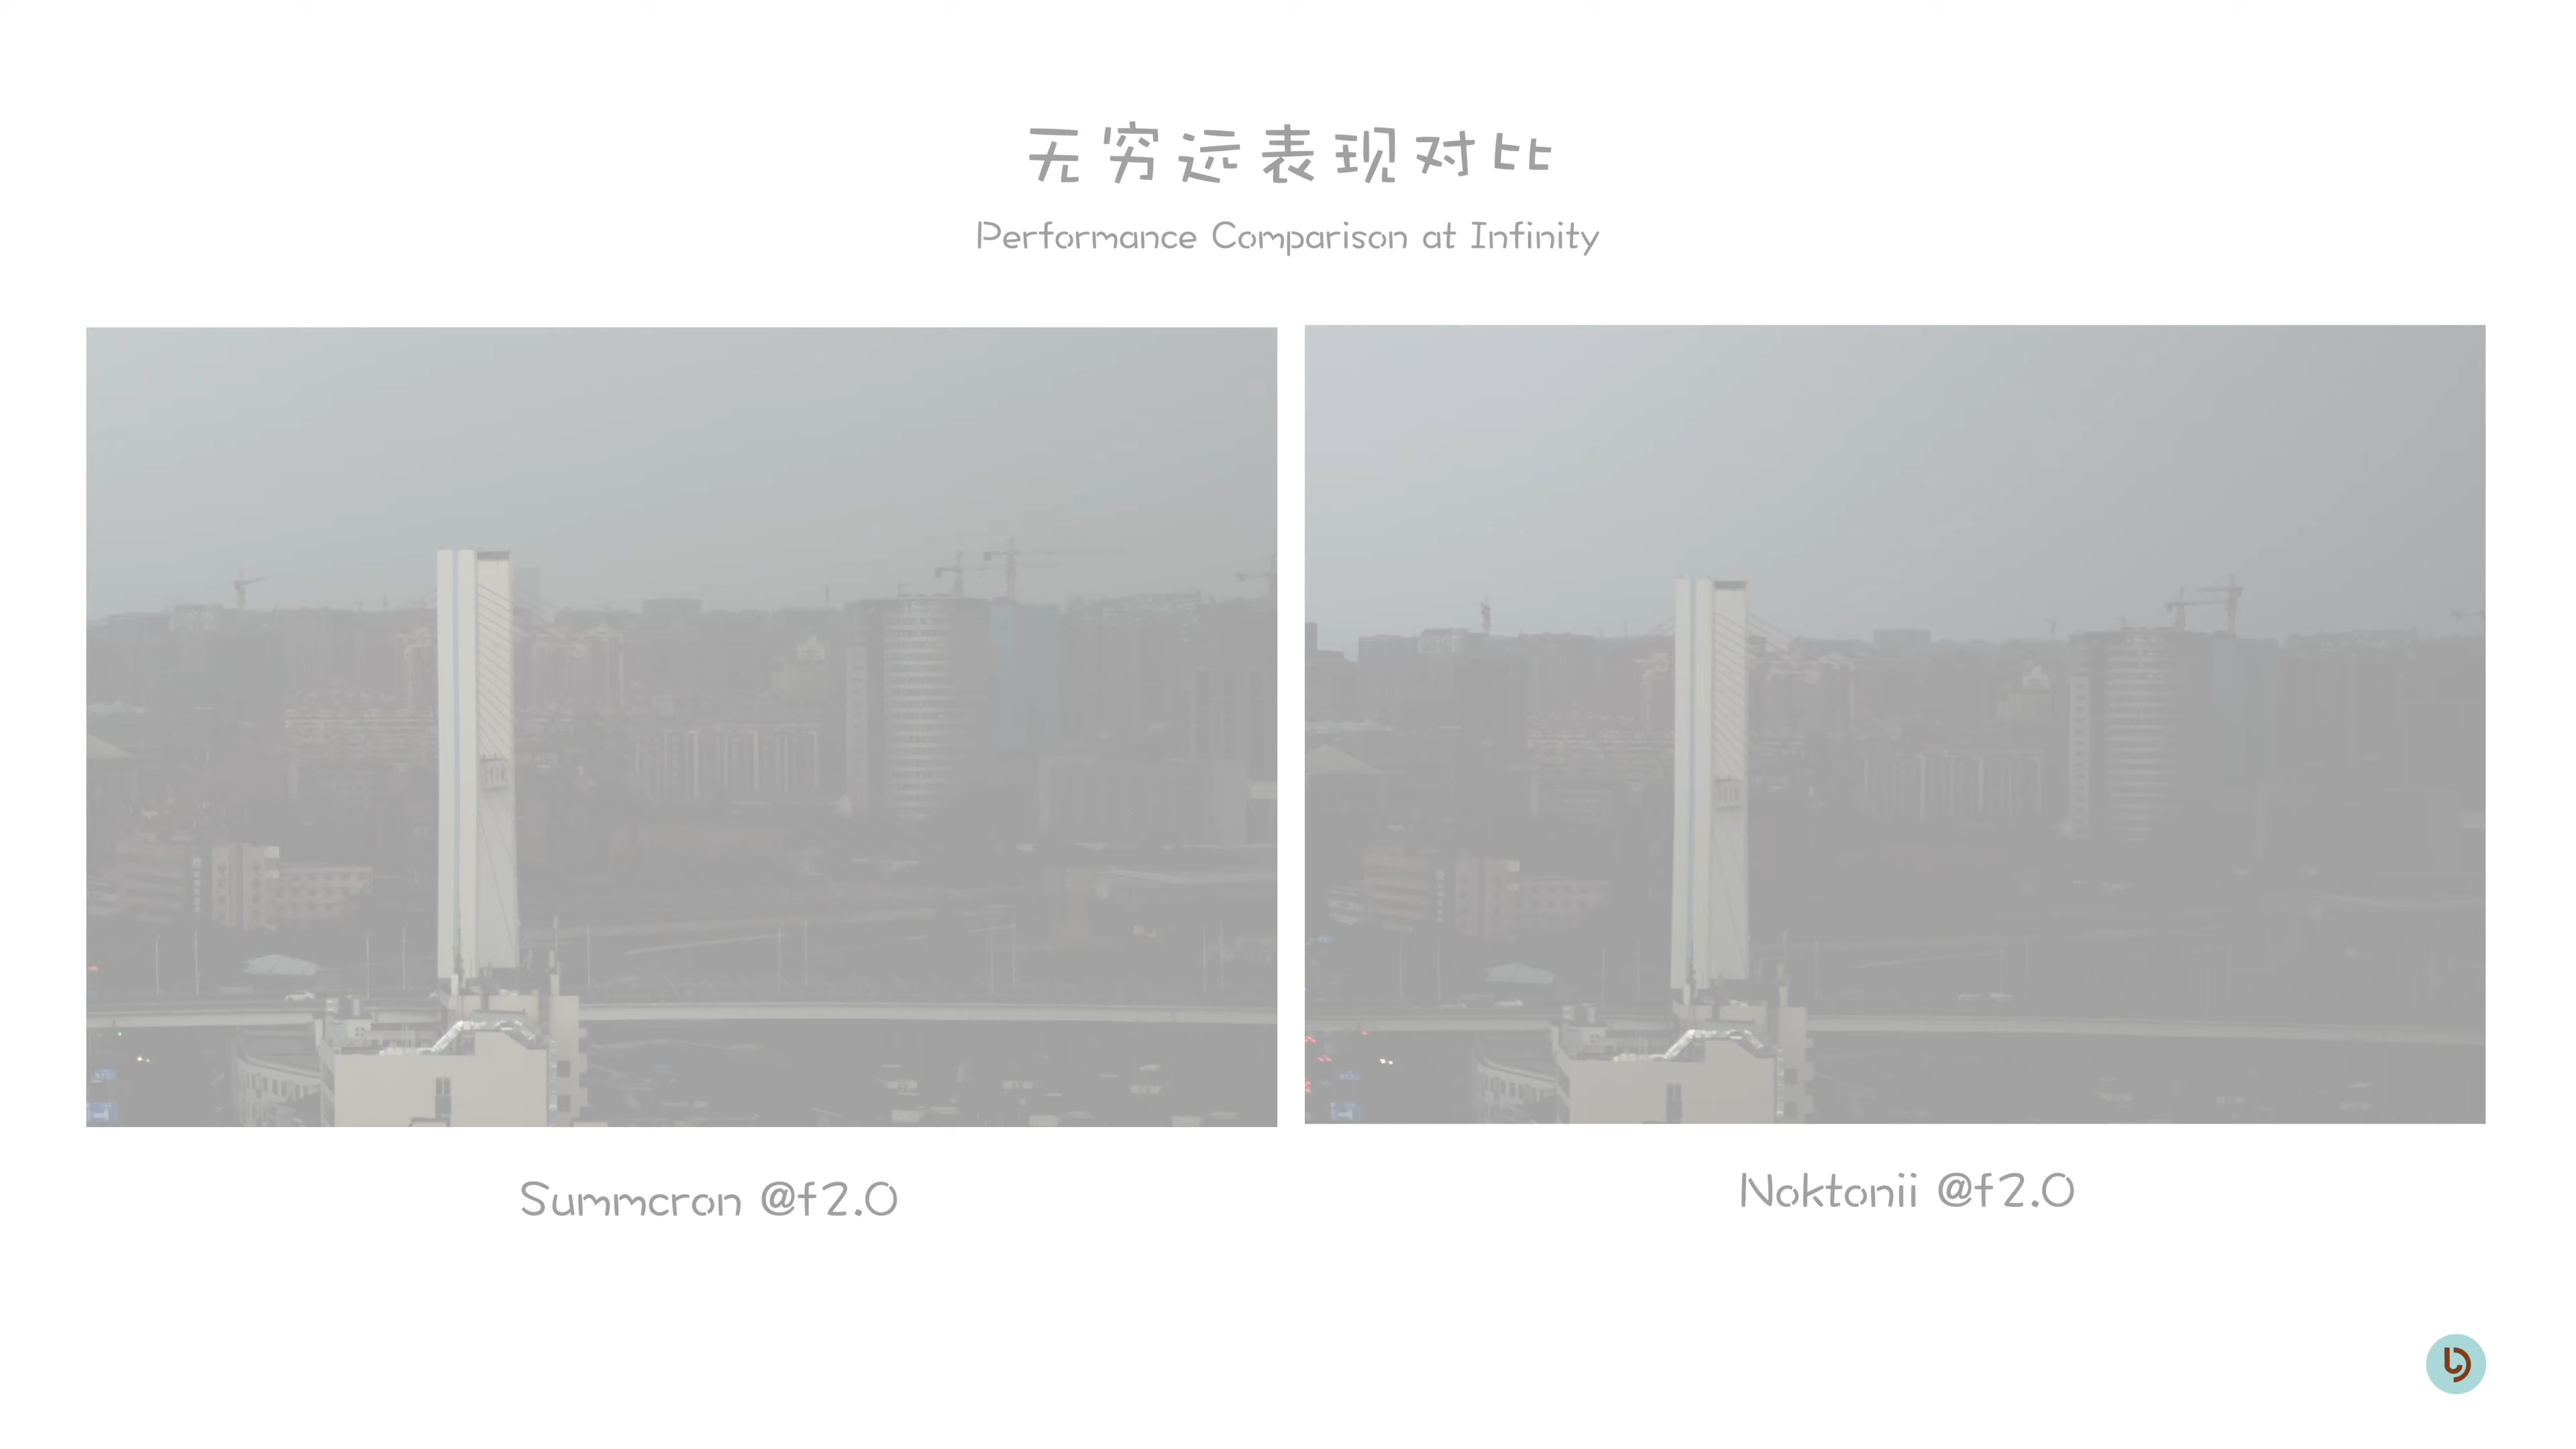 无穷远表现对比
Performance Comparison at Infinity
Summcron @f2.0
Noktonii @f2.0